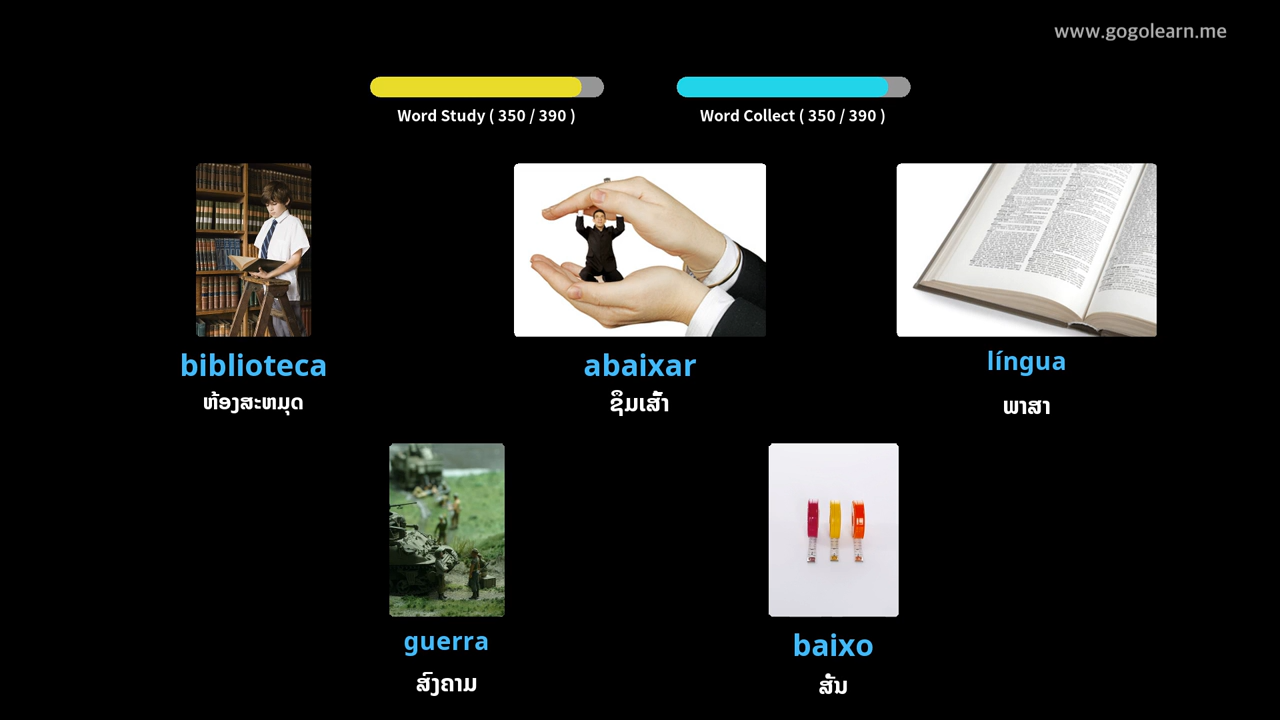 www.gogolearn.me
Word Study ( 350 / 390 )
Word Collect ( 350 / 390 )
biblioteca
ຫ້ອງສະຫມຸດ
abaixar
ຊຶມເສົ້າ
língua
ພາສາ
guerra
ສົງຄາມ
baixo
ສັ້ນ